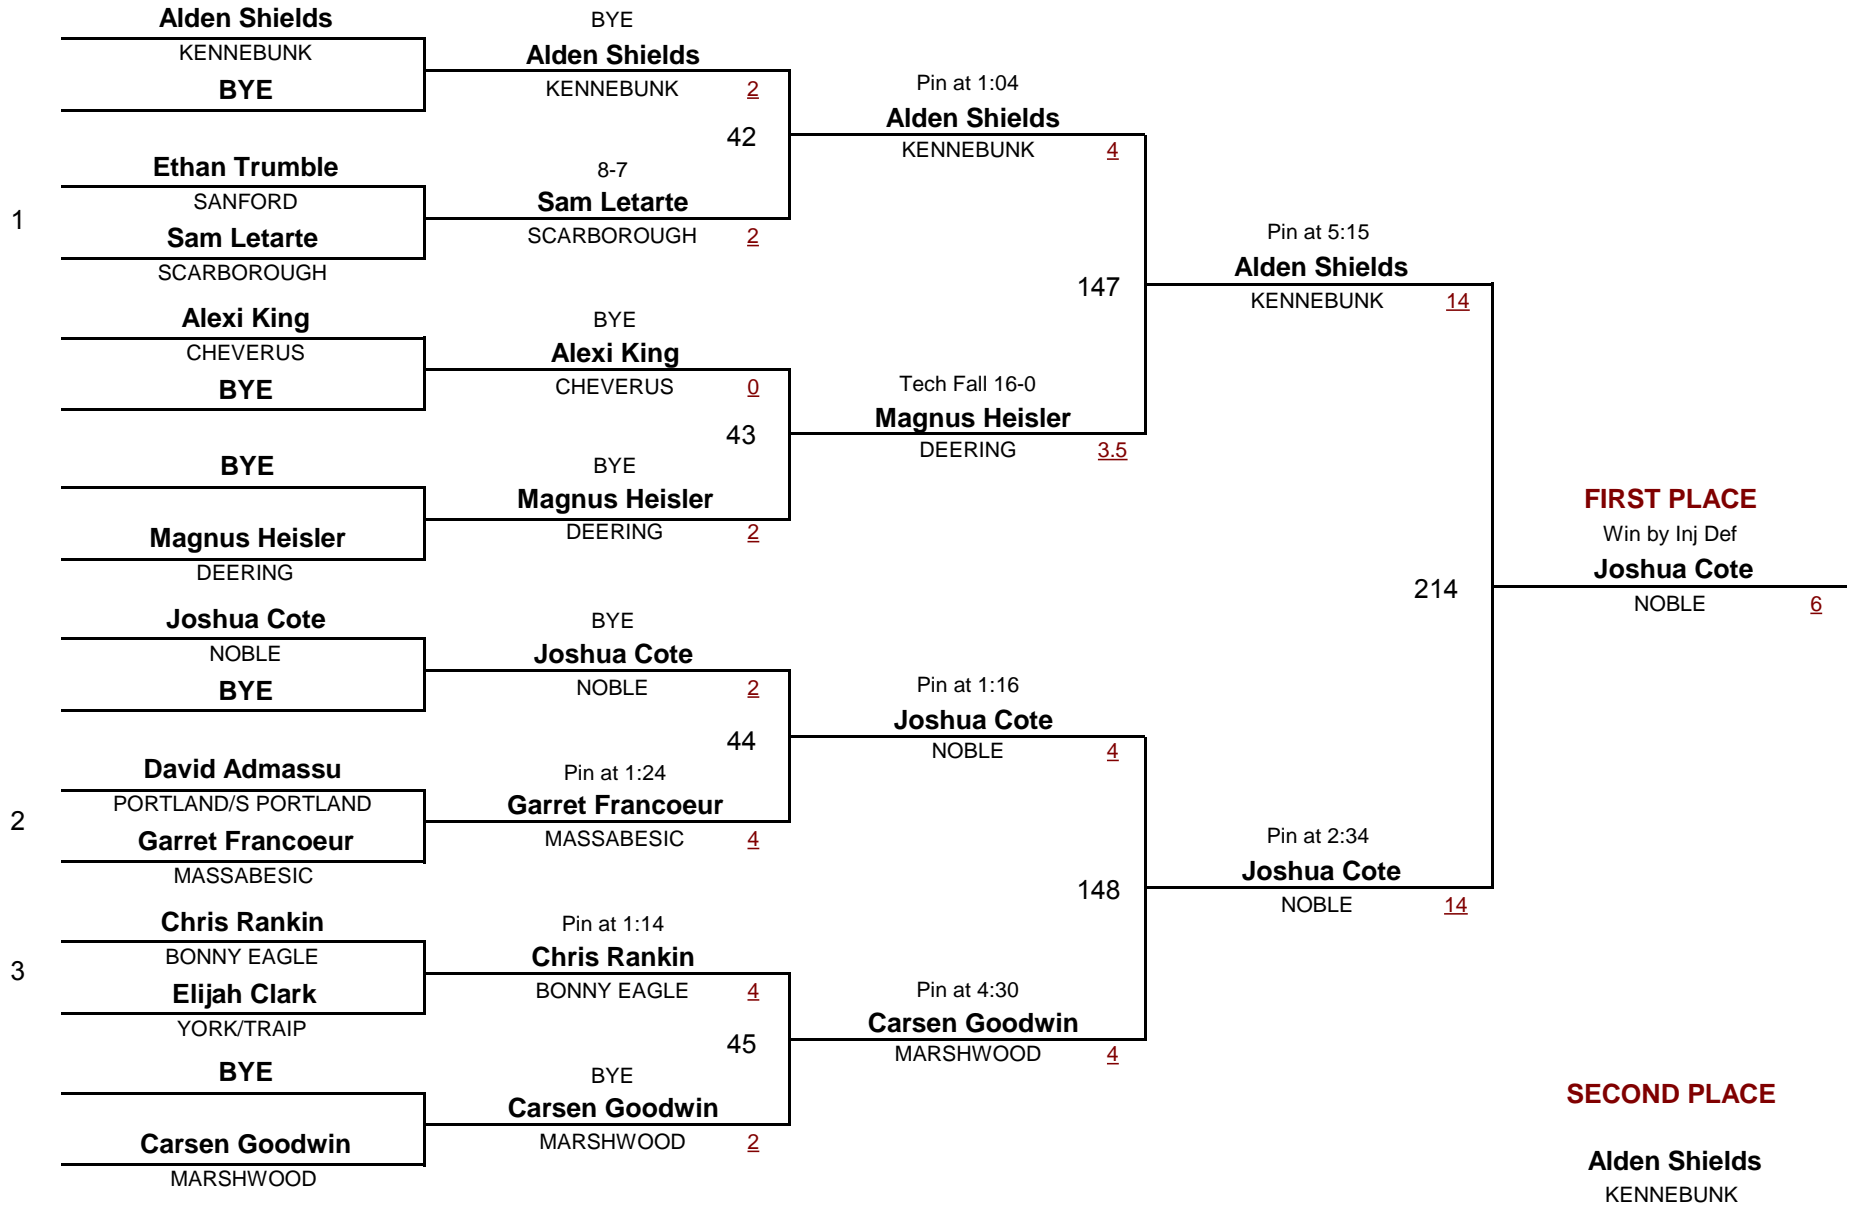 Alden Shields
KENNEBUNK
BYE
1
Ethan Trumble
SANFORD
Sam Letarte
SCARBOROUGH
Alexi King
CHEVERUS
BYE
BYE
Magnus Heisler
DEERING
Joshua Cote
NOBLE
BYE
2
David Admassu
PORTLAND/S PORTLAND
Garret Francoeur
MASSABESIC
3
Chris Rankin
BONNY EAGLE
Elijah Clark
YORK/TRAIP
BYE
Carsen Goodwin
MARSHWOOD
BYE
Alden Shields
KENNEBUNK 2
42
8-7
Sam Letarte
SCARBOROUGH 2
BYE
Alexi King
CHEVERUS 0
43
BYE
Magnus Heisler
DEERING 2
BYE
Joshua Cote
NOBLE 2
44
Pin at 1:24
Garret Francoeur
MASSABESIC 4
Pin at 1:14
Chris Rankin
BONNY EAGLE 4
45
BYE
Carsen Goodwin
MARSHWOOD 2
Pin at 1:04
Alden Shields
KENNEBUNK 4
147
Tech Fall 16-0
Magnus Heisler
DEERING 3.5
Pin at 1:16
Joshua Cote
NOBLE 4
148
Pin at 4:30
Carsen Goodwin
MARSHWOOD 4
Pin at 5:15
Alden Shields
KENNEBUNK 14
214
Pin at 2:34
Joshua Cote
NOBLE 14
FIRST PLACE
Win by Inj Def
Joshua Cote
NOBLE 6
SECOND PLACE
Alden Shields
KENNEBUNK